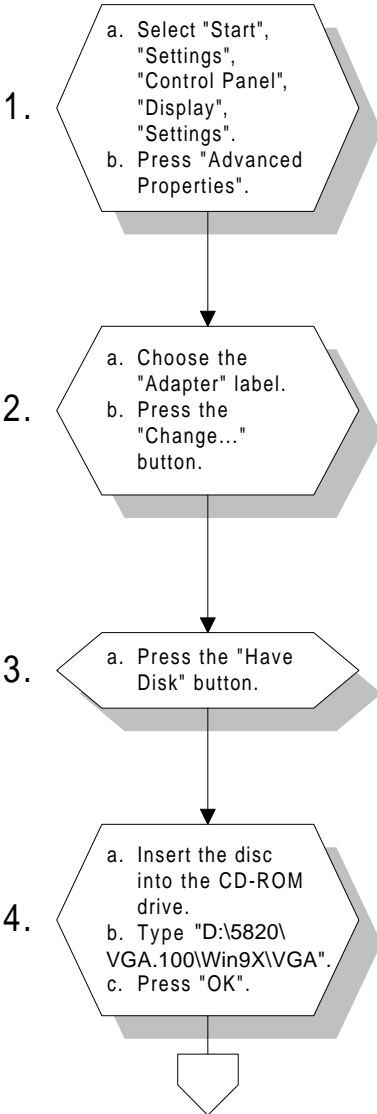 1.
a. Select "Start",
"Settings",
"Control Panel",
"Display",
"Settings".
b. Press "Advanced
Properties".
2.
a. Choose the
"Adapter" label.
b. Press the
"Change..."
button.
3.
a. Press the "Have
Disk" button.
4.
a. Insert the disc
into the CD-ROM
drive.
b. Type "D:\5820\
VGA.100\Win9X\VGA".
c. Press "OK".